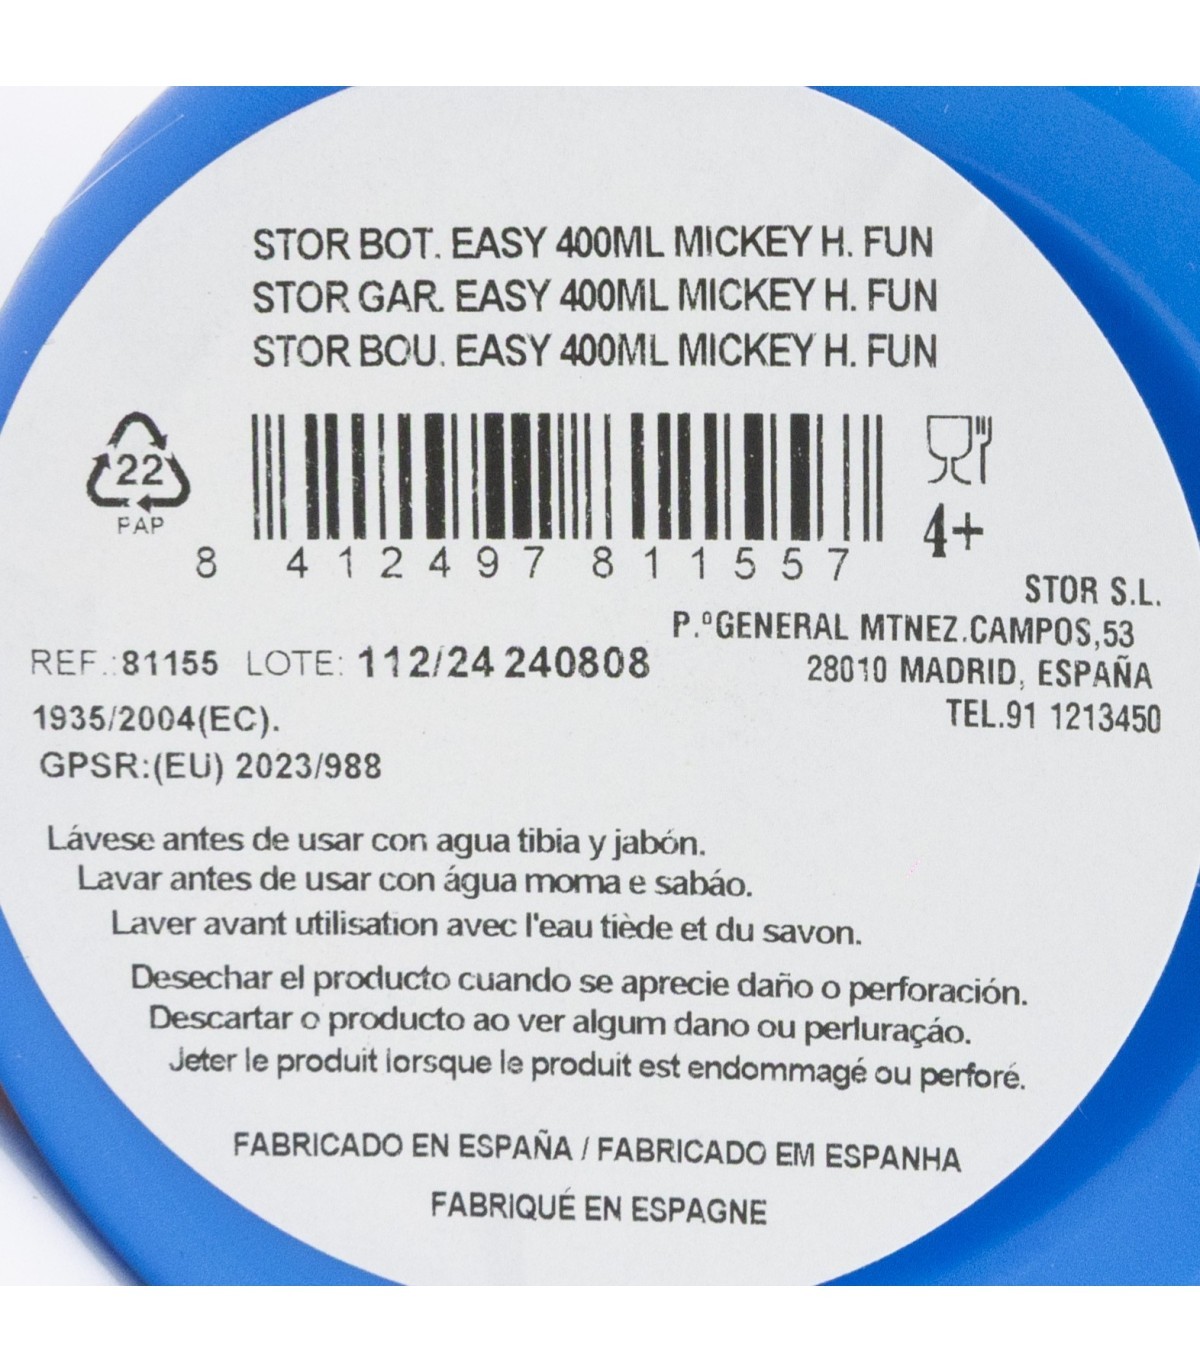 STOR BOT. EASY 400ML MICKEY H. FUN
STOR GAR. EASY 400ML MICKEY H. FUN
STOR BOU. EASY 400ML MICKEY H. FUN
22
PAP
8 412497 811557
4+
STOR S.L.
P.ºGENERAL MTNEZ.CAMPOS,53
28010 MADRID, ESPAÑA
TEL.91 1213450
REF.:81155 LOTE: 112/24 240808
1935/2004(EC).
GPSR:(EU) 2023/988
Lávese antes de usar con agua tibia y jabón.
Lavar antes de usar con água moma e sabáo.
Laver avant utilisation avec l'eau tiède et du savon.
Desechar el producto cuando se aprecie daño o perforación.
Descartar o producto ao ver algum dano ou perluraçáo.
Jeter le produit lorsque le produit est endommagé ou perforé.
FABRICADO EN ESPAÑA / FABRICADO EM ESPANHA
FABRIQUÉ EN ESPAGNE